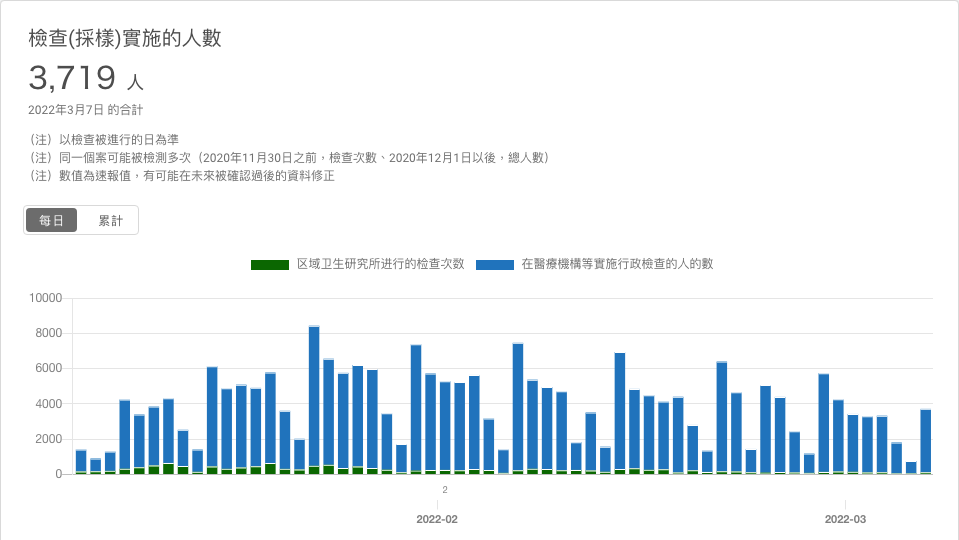 檢查(採樣)實施的人數
3,719 人
2022年3月7日 的合計
（注）以檢查被進行的日為準
（注）同一個案可能被檢測多次（2020年11月30日之前，檢查次數、2020年12月1日以後，總人數）
（注）數值為速報值，有可能在未來被確認過後的資料修正
每日 累計
区域卫生研究所进行的检查次数 在醫療機構等實施行政檢查的人的數
10000
8000
6000
4000
2000
0
2
2022-02 2022-03